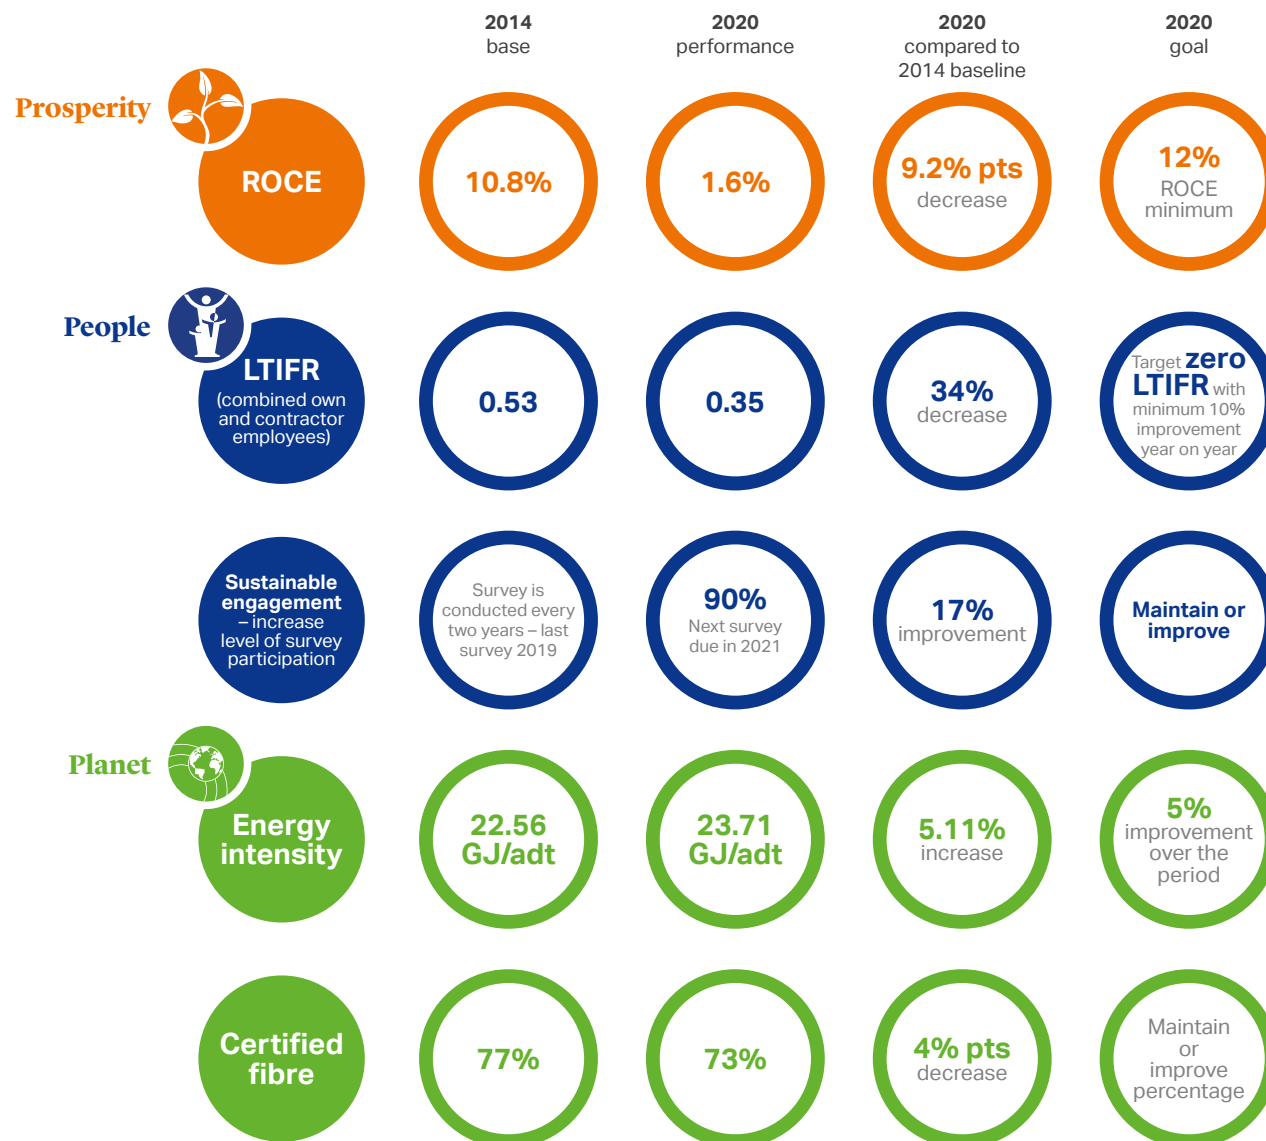 2014
base
2020
performance
2020
compared to
2014 baseline
2020
goal
Prosperity
ROCE
10.8%
1.6%
9.2% pts
decrease
12%
ROCE
minimum
People
LTIFR
(combined own
and contractor
employees)
0.53
0.35
34%
decrease
Target zero
LTIFR with
minimum 10%
improvement
year on year
Sustainable
engagement
– increase
level of survey
participation
Survey is
conducted every
two years – last
survey 2019
90%
Next survey
due in 2021
17%
improvement
Maintain or
improve
Planet
Energy
intensity
22.56
GJ/adt
23.71
GJ/adt
5.11%
increase
5%
improvement
over the
period
Certified
fibre
77%
73%
4% pts
decrease
Maintain
or
improve
percentage